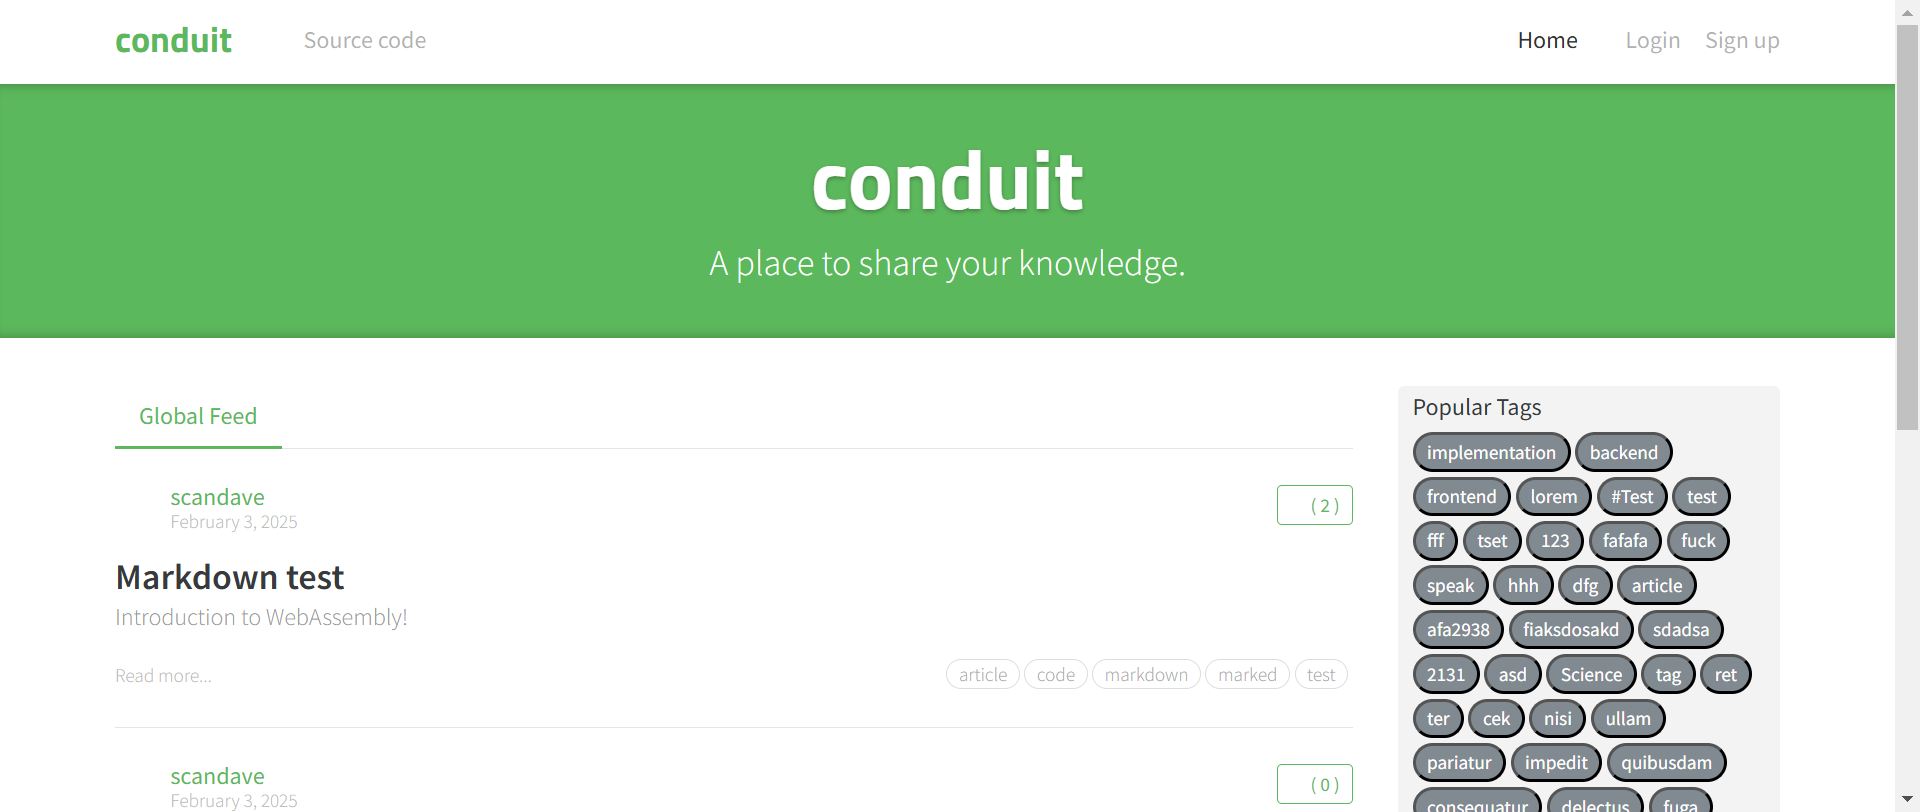 conduit Source code Home Login Sign up
conduit
A place to share your knowledge.
Global Feed
scandave
February 3, 2025
( 2 )
Markdown test
Introduction to WebAssembly!
Read more...
article code markdown marked test
scandave
February 3, 2025
( 0 )
Popular Tags
implementation backend
frontend lorem #Test test
fff tset 123 fafafa fuck
speak hhh dfg article
afa2938 fiaksdosakd sdadsa
2131 asd Science tag ret
ter cek nisi ullam
pariatur impedit quibusdam
consequatur delectus fuga